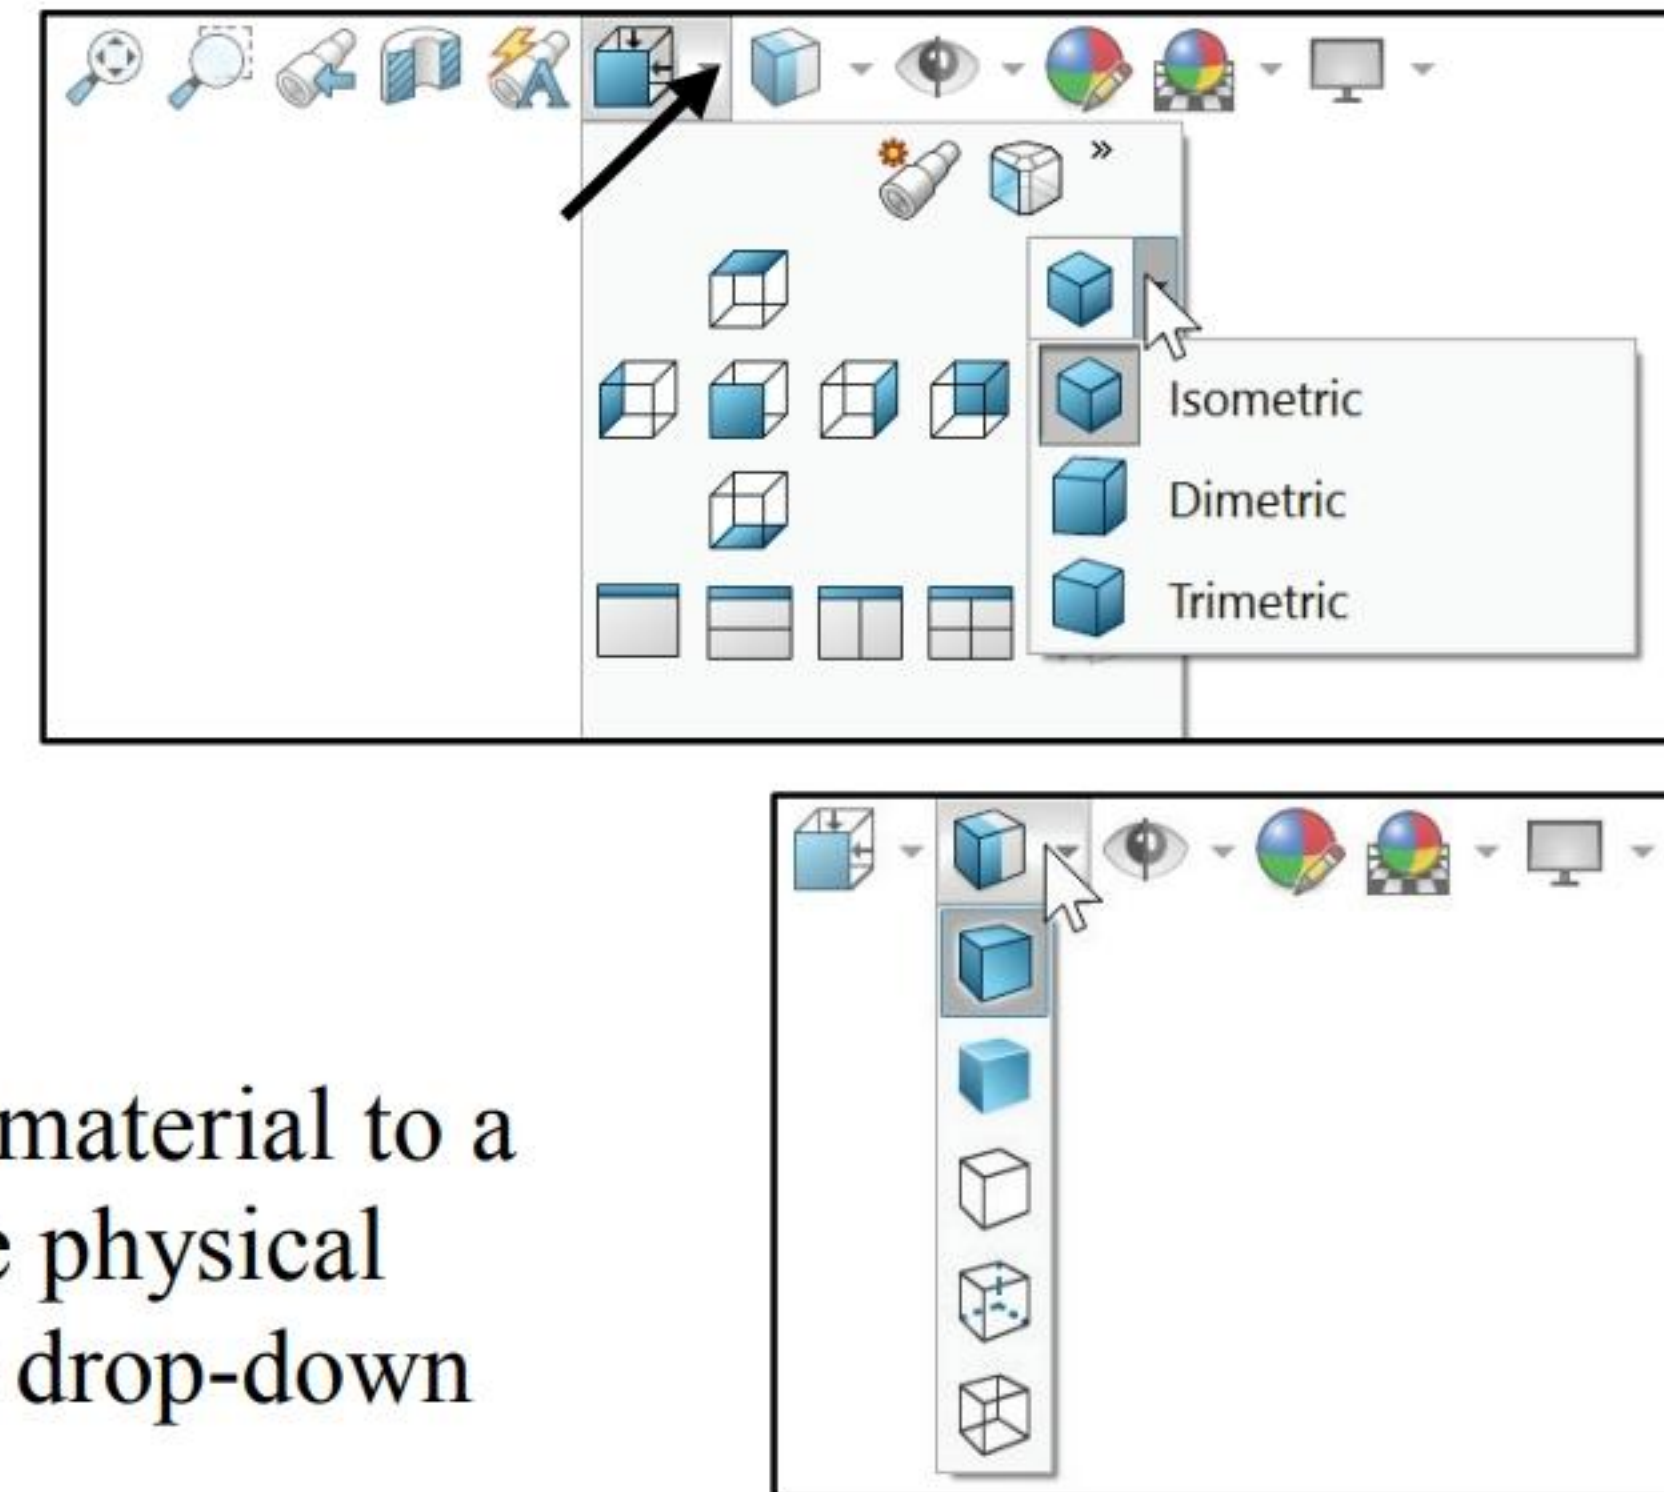 Isometric
Dimetric
Trimetric
material to a
physical
drop-down